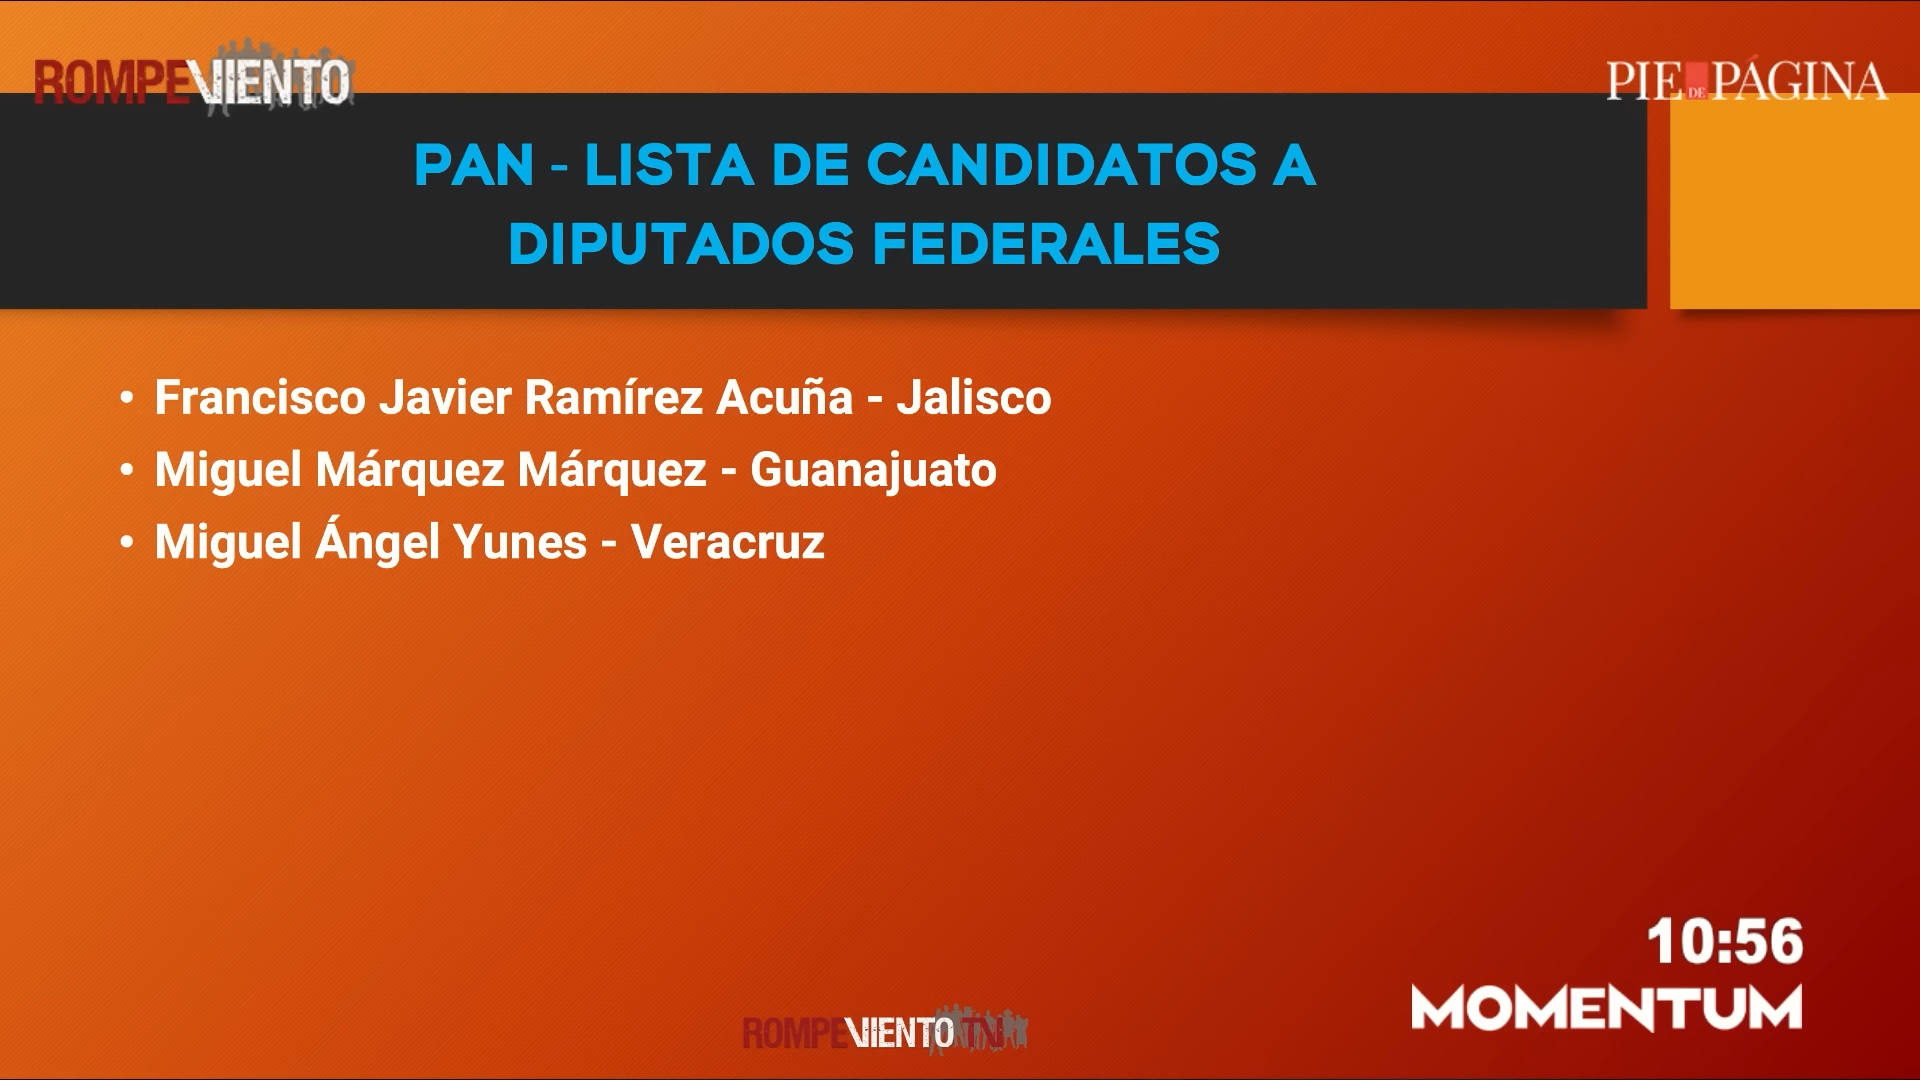 ROMPEVIENTO
PIE DE PÁGINA
PAN - LISTA DE CANDIDATOS A
DIPUTADOS FEDERALES
• Francisco Javier Ramírez Acuña - Jalisco
• Miguel Márquez Márquez - Guanajuato
• Miguel Ángel Yunes - Veracruz
10:56
MOMENTUM
ROMPEVIENTO TV